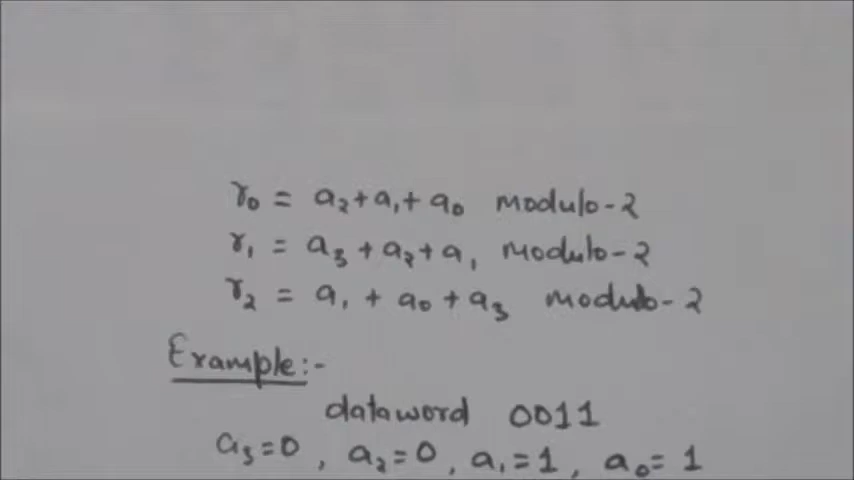 r₀ = a₂+a₁+a₀ modulo-2
r₁ = a₃+a₂+a₁ modulo-2
r₂ = a₁+a₀+a₃ modulo-2
Example:-
dataword 0011
a₃=0, a₂=0, a₁=1, a₀=1